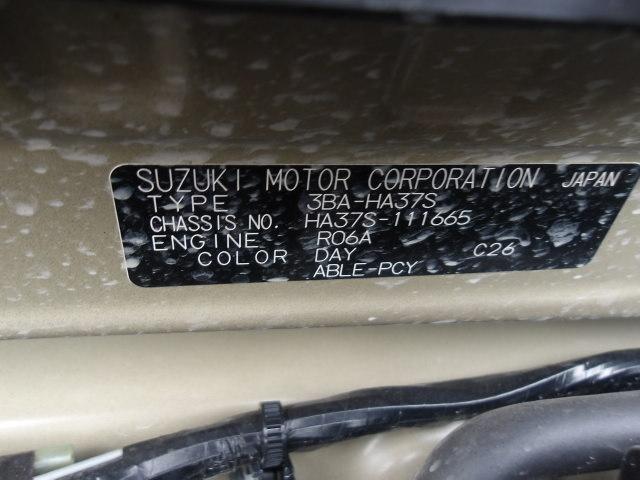 SUZUKI MOTOR CORPORATION JAPAN
TYPE 3BA-HA37S
CHASSIS NO. HA37S-111665
ENGINE R06A
COLOR DAY C26
ABLE-PCY